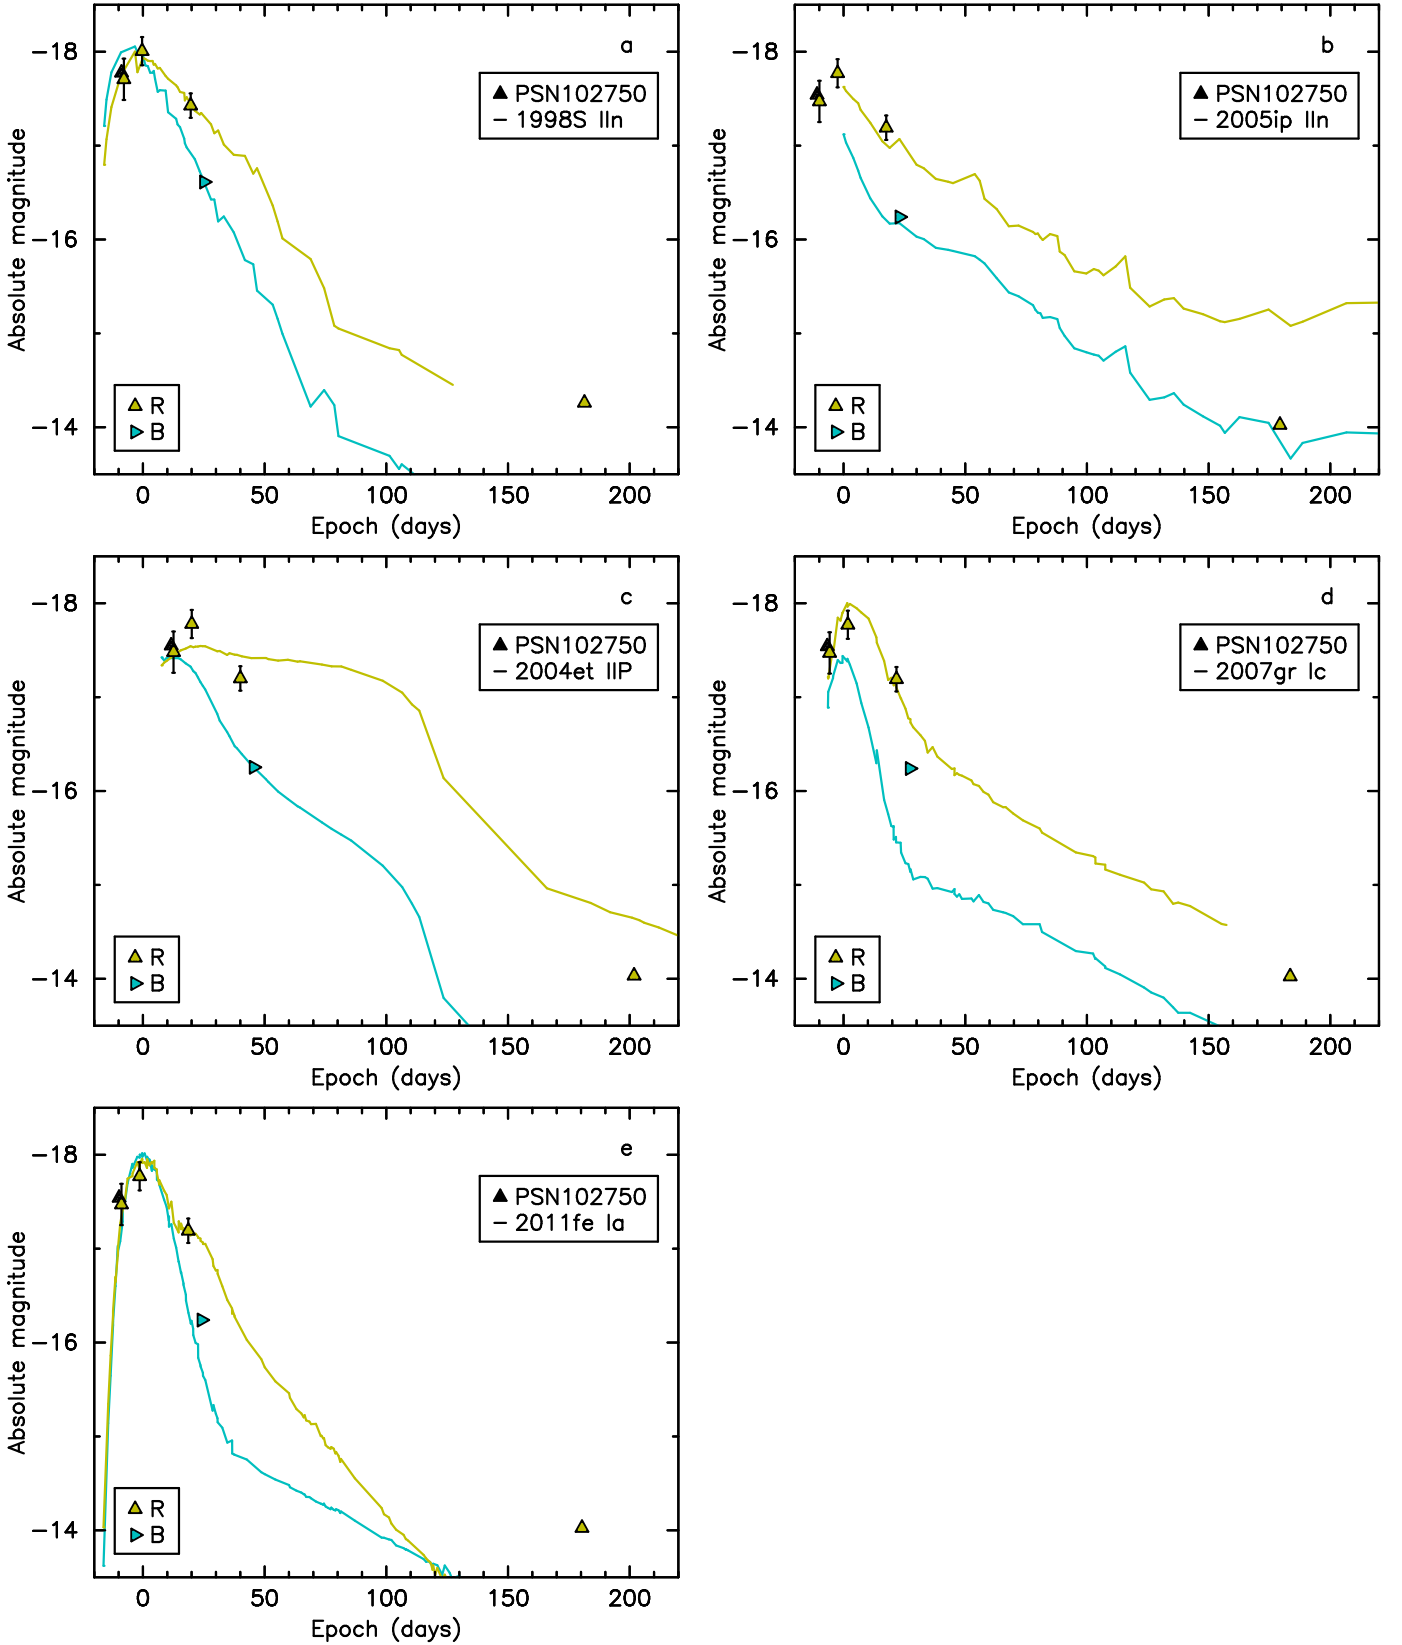 a
PSN102750
1998S IIn
−18
−16
−14
Absolute magnitude
R
B
0 50 100 150 200
Epoch (days)
b
PSN102750
2005ip IIn
−18
−16
−14
Absolute magnitude
R
B
0 50 100 150 200
Epoch (days)
c
PSN102750
2004et IIP
−18
−16
−14
Absolute magnitude
R
B
0 50 100 150 200
Epoch (days)
d
PSN102750
2007gr Ic
−18
−16
−14
Absolute magnitude
R
B
0 50 100 150 200
Epoch (days)
e
PSN102750
2011fe Ia
−18
−16
−14
Absolute magnitude
R
B
0 50 100 150 200
Epoch (days)